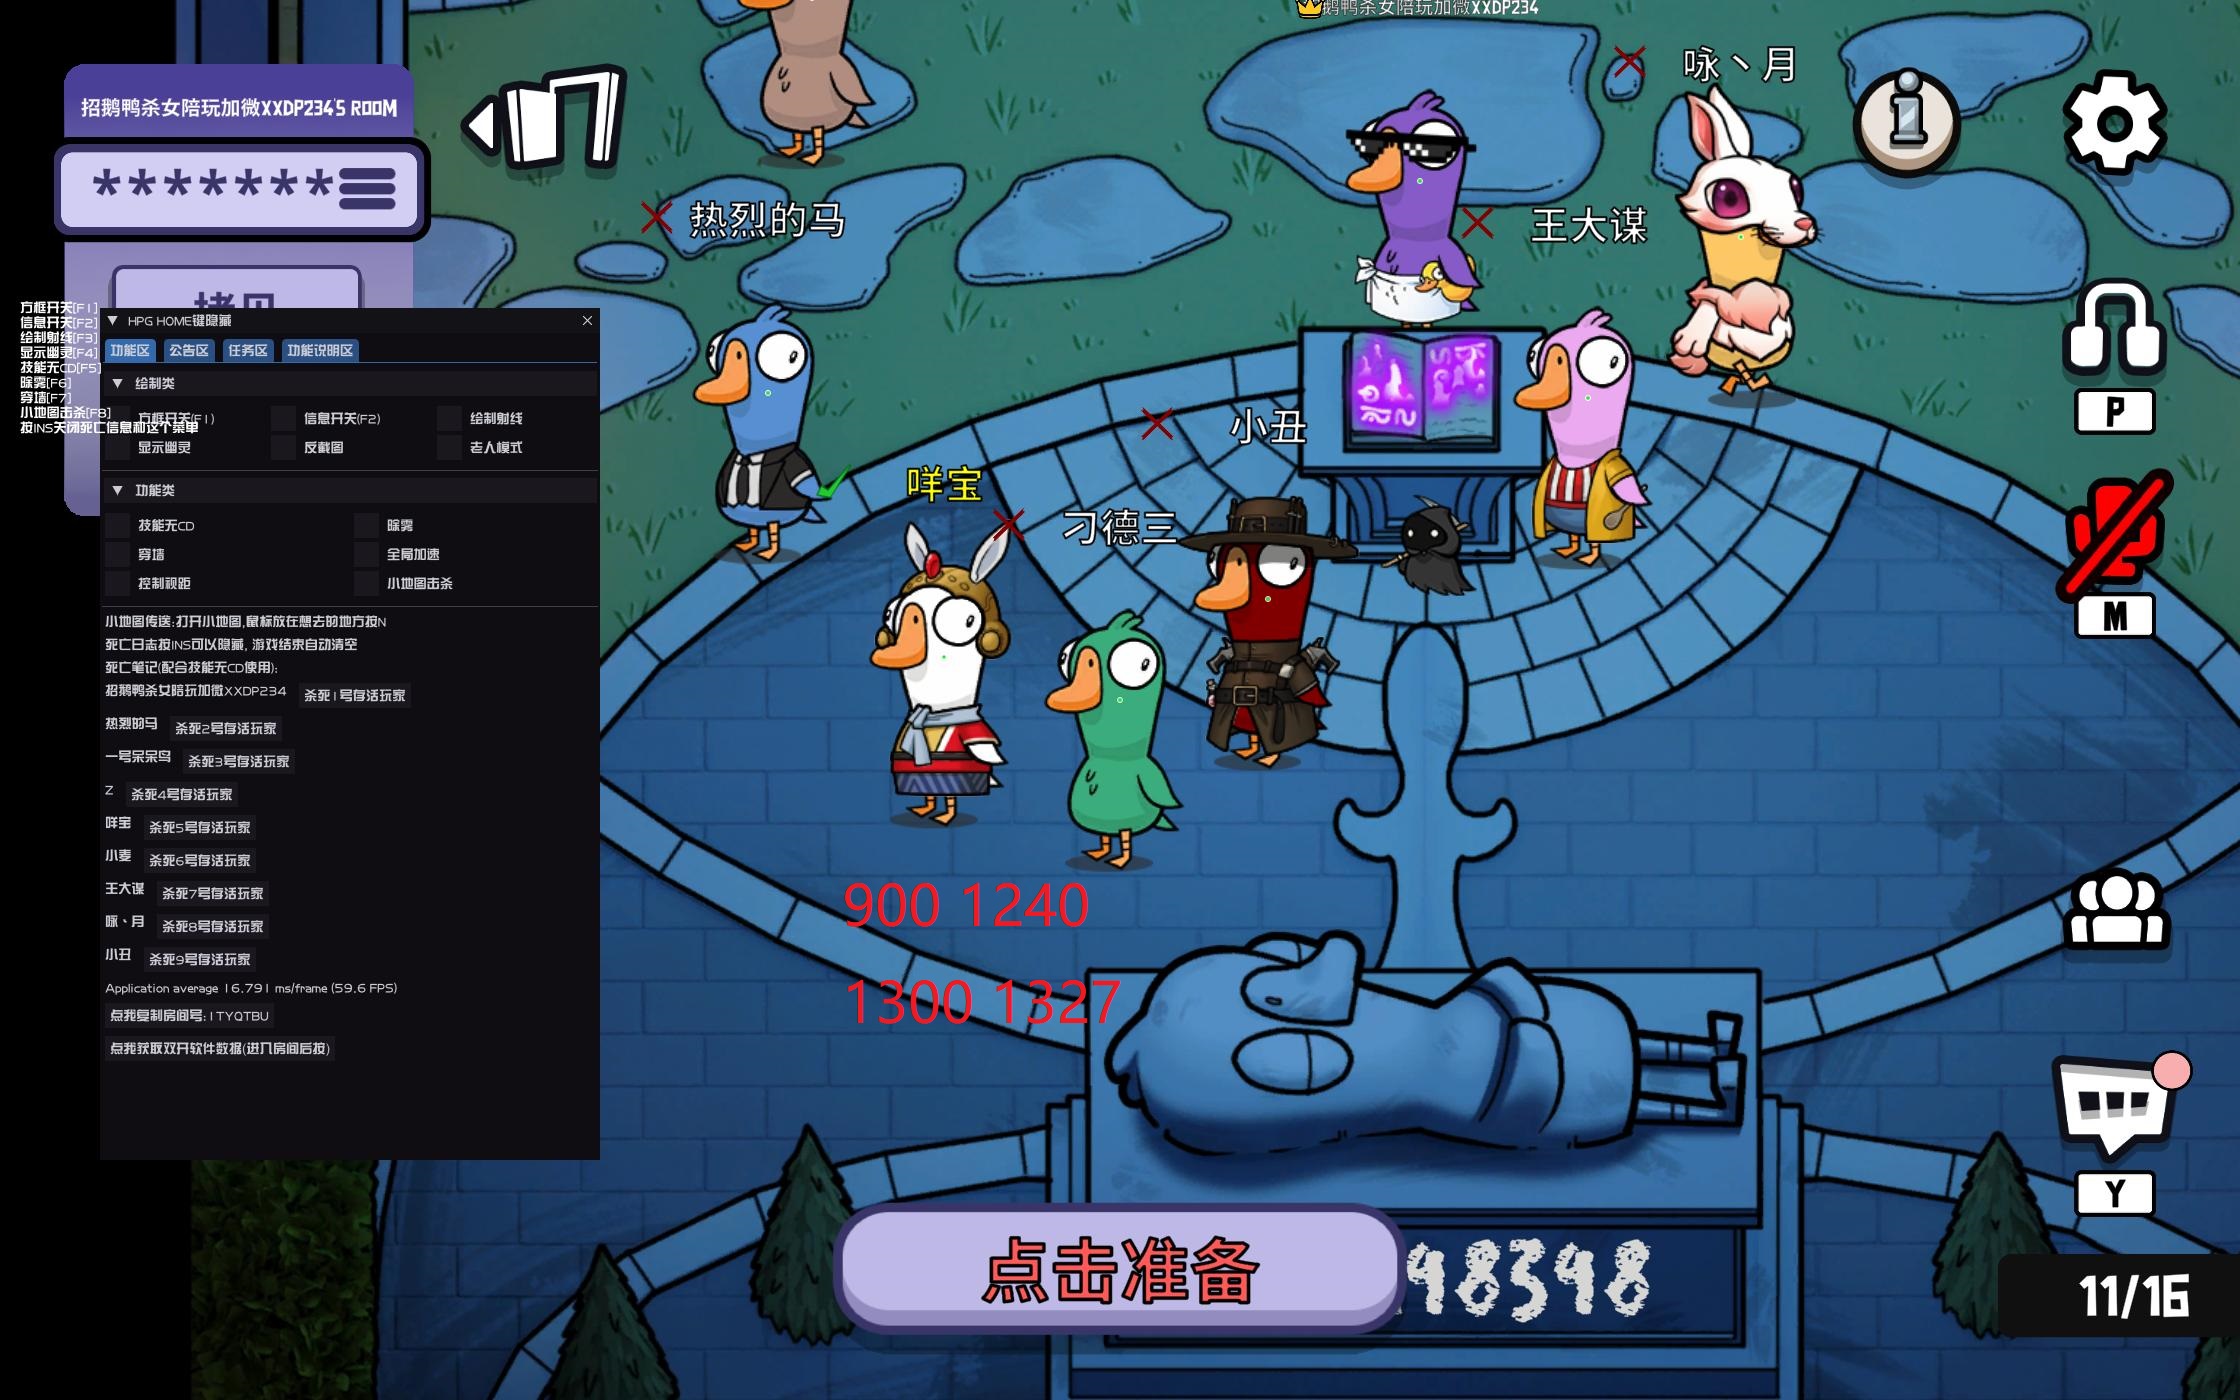 鹅鸭杀女陪玩加微XXDP234
招鹅鸭杀女陪玩加微XXDP234'S ROOM
*******
咏丶月
热烈的马
王大谋
小丑
咩宝
刁德三
P
M
Y
方框开关[F1]
信息开关[F2]
绘制射线[F3]
显示幽灵[F4]
技能无CD[F5]
除雾[F6]
穿墙[F7]
小地图击杀[F8]
按INS关闭死亡信息和这个菜单
HPG HOME键隐藏
功能区 公告区 任务区 功能说明区
绘制类
方框开关(F1) 信息开关(F2) 绘制射线
显示幽灵 反截图 老人模式
功能类
技能无CD 除雾
穿墙 全局加速
控制视距 小地图击杀
小地图传送:打开小地图,鼠标放在想去的地方按N
死亡日志按INS可以隐藏, 游戏结束自动清空
死亡笔记(配合技能无CD使用):
招鹅鸭杀女陪玩加微XXDP234 杀死1号存活玩家
热烈的马 杀死2号存活玩家
一号呆呆鸟 杀死3号存活玩家
Z 杀死4号存活玩家
咩宝 杀死5号存活玩家
小麦 杀死6号存活玩家
王大谋 杀死7号存活玩家
咏丶月 杀死8号存活玩家
小丑 杀死9号存活玩家
Application average 16.791 ms/frame (59.6 FPS)
点我复制房间号:1TYQTBU
点我获取双开软件数据(进入房间后按)
900 1240
1300 1327
点击准备
48348
11/16